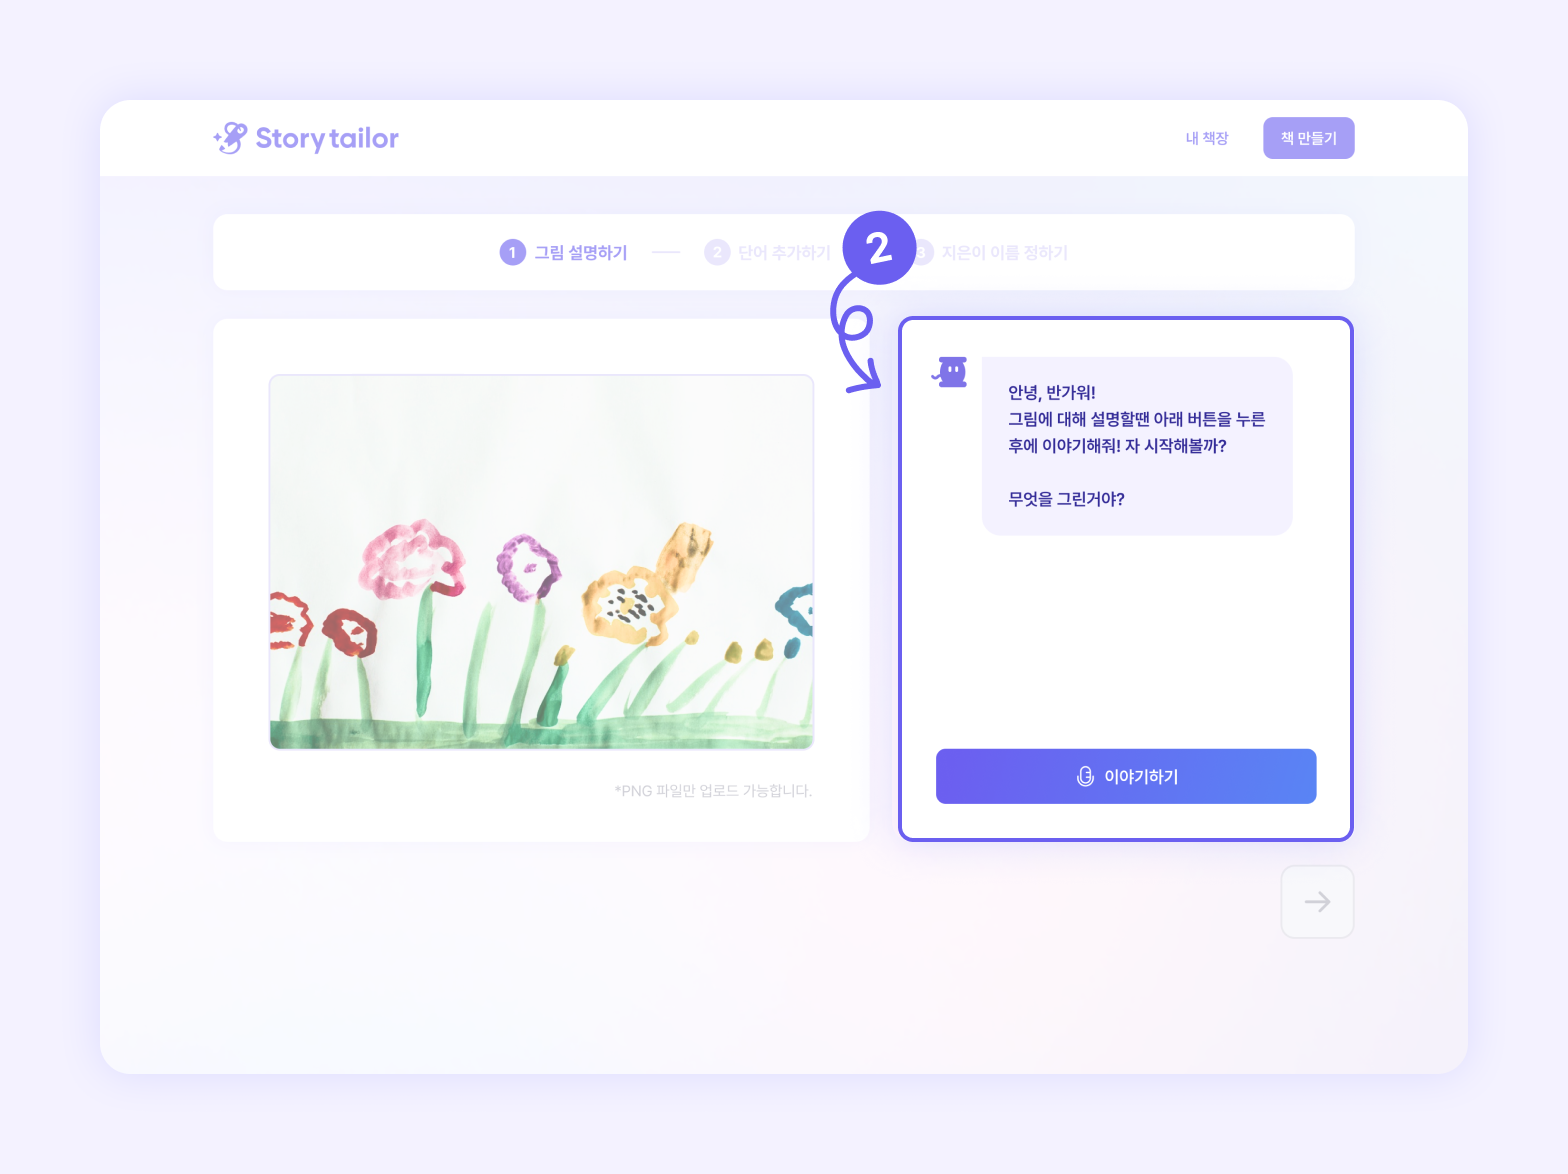 Story tailor
내 책장
책 만들기
1 그림 설명하기
2 단어 추가하기
2
3 지은이 이름 정하기
안녕, 반가워!
그림에 대해 설명할땐 아래 버튼을 누른
후에 이야기해줘! 자 시작해볼까?
무엇을 그린거야?
이야기하기
*PNG 파일만 업로드 가능합니다.